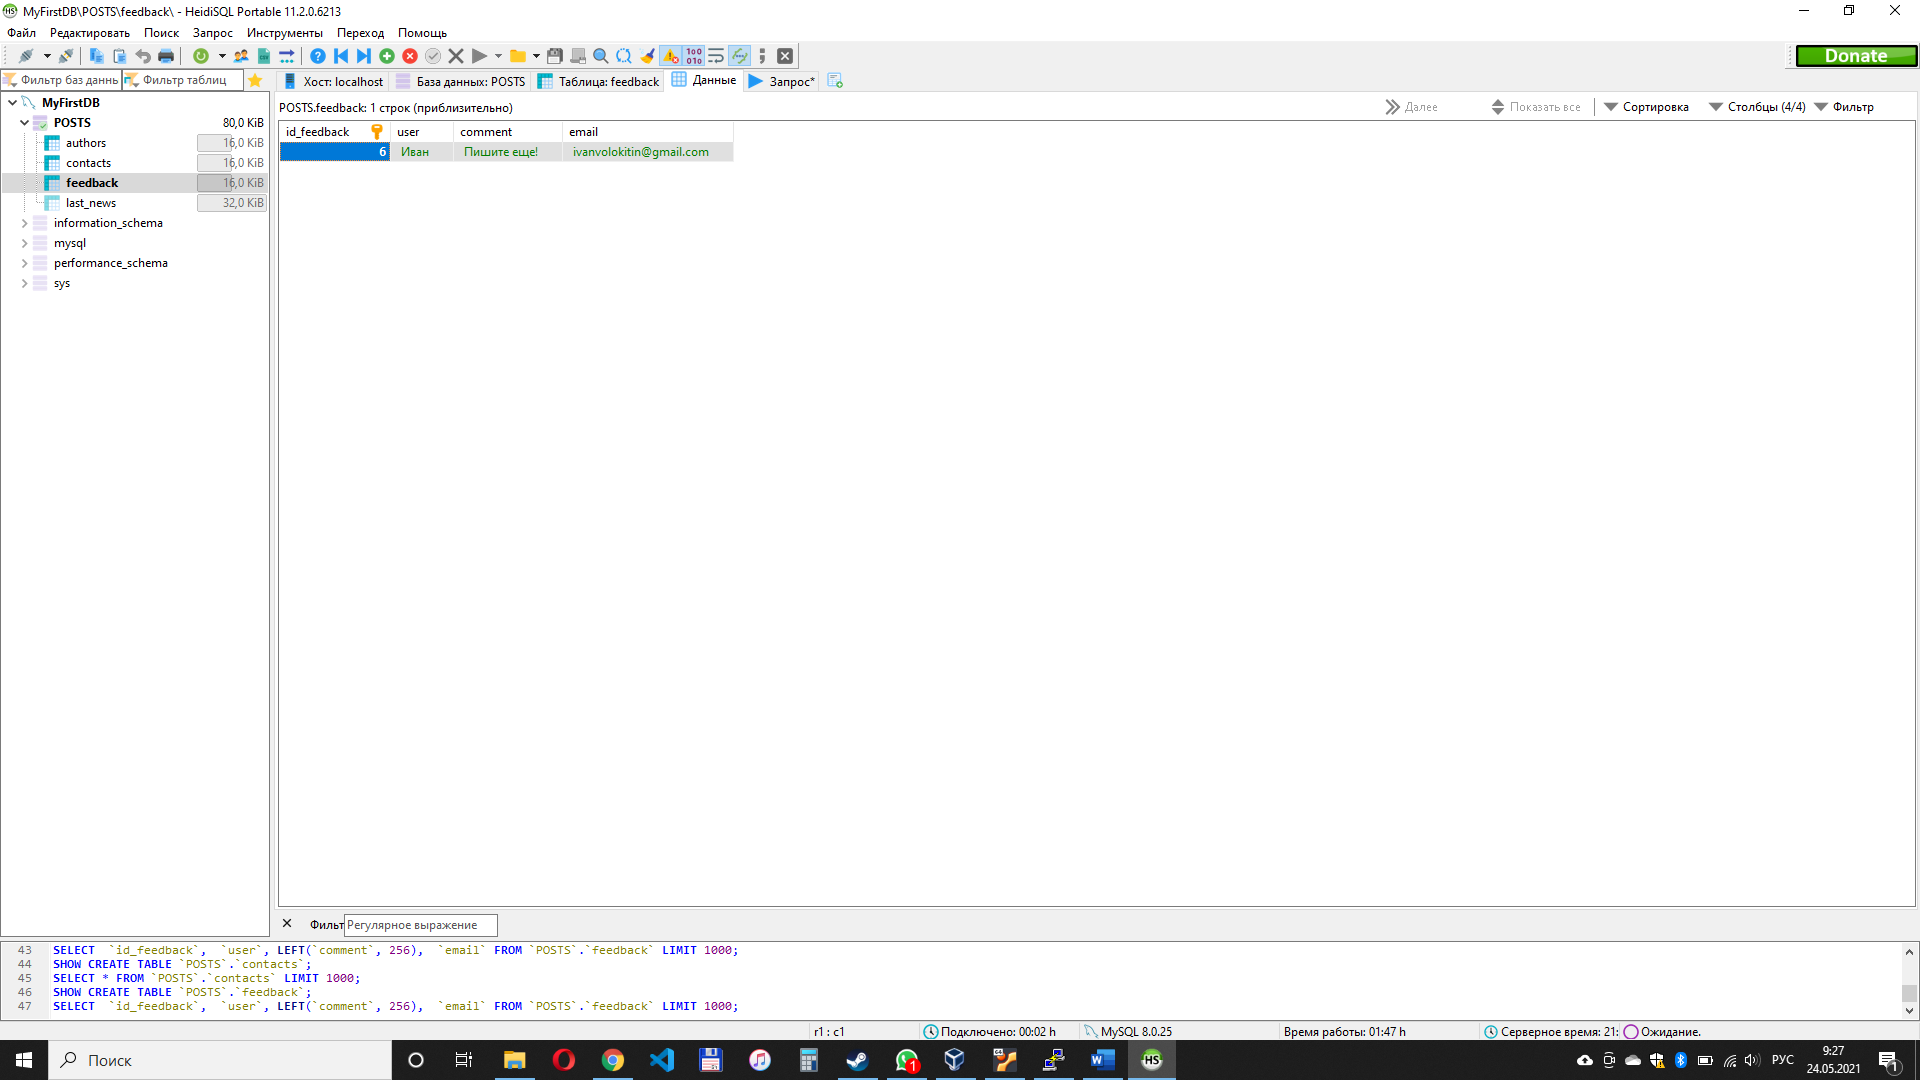 MyFirstDB\POSTS\feedback\ - HeidiSQL Portable 11.2.0.6213
Файл Редактировать Поиск Запрос Инструменты Переход Помощь
Donate
Фильтр баз данн Фильтр таблиц
Хост: localhost База данных: POSTS Таблица: feedback Данные Запрос*
MyFirstDB
POSTS 80,0 KiB
authors 16,0 KiB
contacts 16,0 KiB
feedback 16,0 KiB
last_news 32,0 KiB
information_schema
mysql
performance_schema
sys
POSTS.feedback: 1 строк (приблизительно) Далее Показать все Сортировка Столбцы (4/4) Фильтр
id_feedback user comment email
6 Иван Пишите еще! ivanvolokitin@gmail.com
Фильт Регулярное выражение
43 SELECT `id_feedback`, `user`, LEFT(`comment`, 256), `email` FROM `POSTS`.`feedback` LIMIT 1000;
44 SHOW CREATE TABLE `POSTS`.`contacts`;
45 SELECT * FROM `POSTS`.`contacts` LIMIT 1000;
46 SHOW CREATE TABLE `POSTS`.`feedback`;
47 SELECT `id_feedback`, `user`, LEFT(`comment`, 256), `email` FROM `POSTS`.`feedback` LIMIT 1000;
r1 : c1 Подключено: 00:02 h MySQL 8.0.25 Время работы: 01:47 h Серверное время: 21: Ожидание.
Поиск
1
HS
РУС
9:27
24.05.2021
1